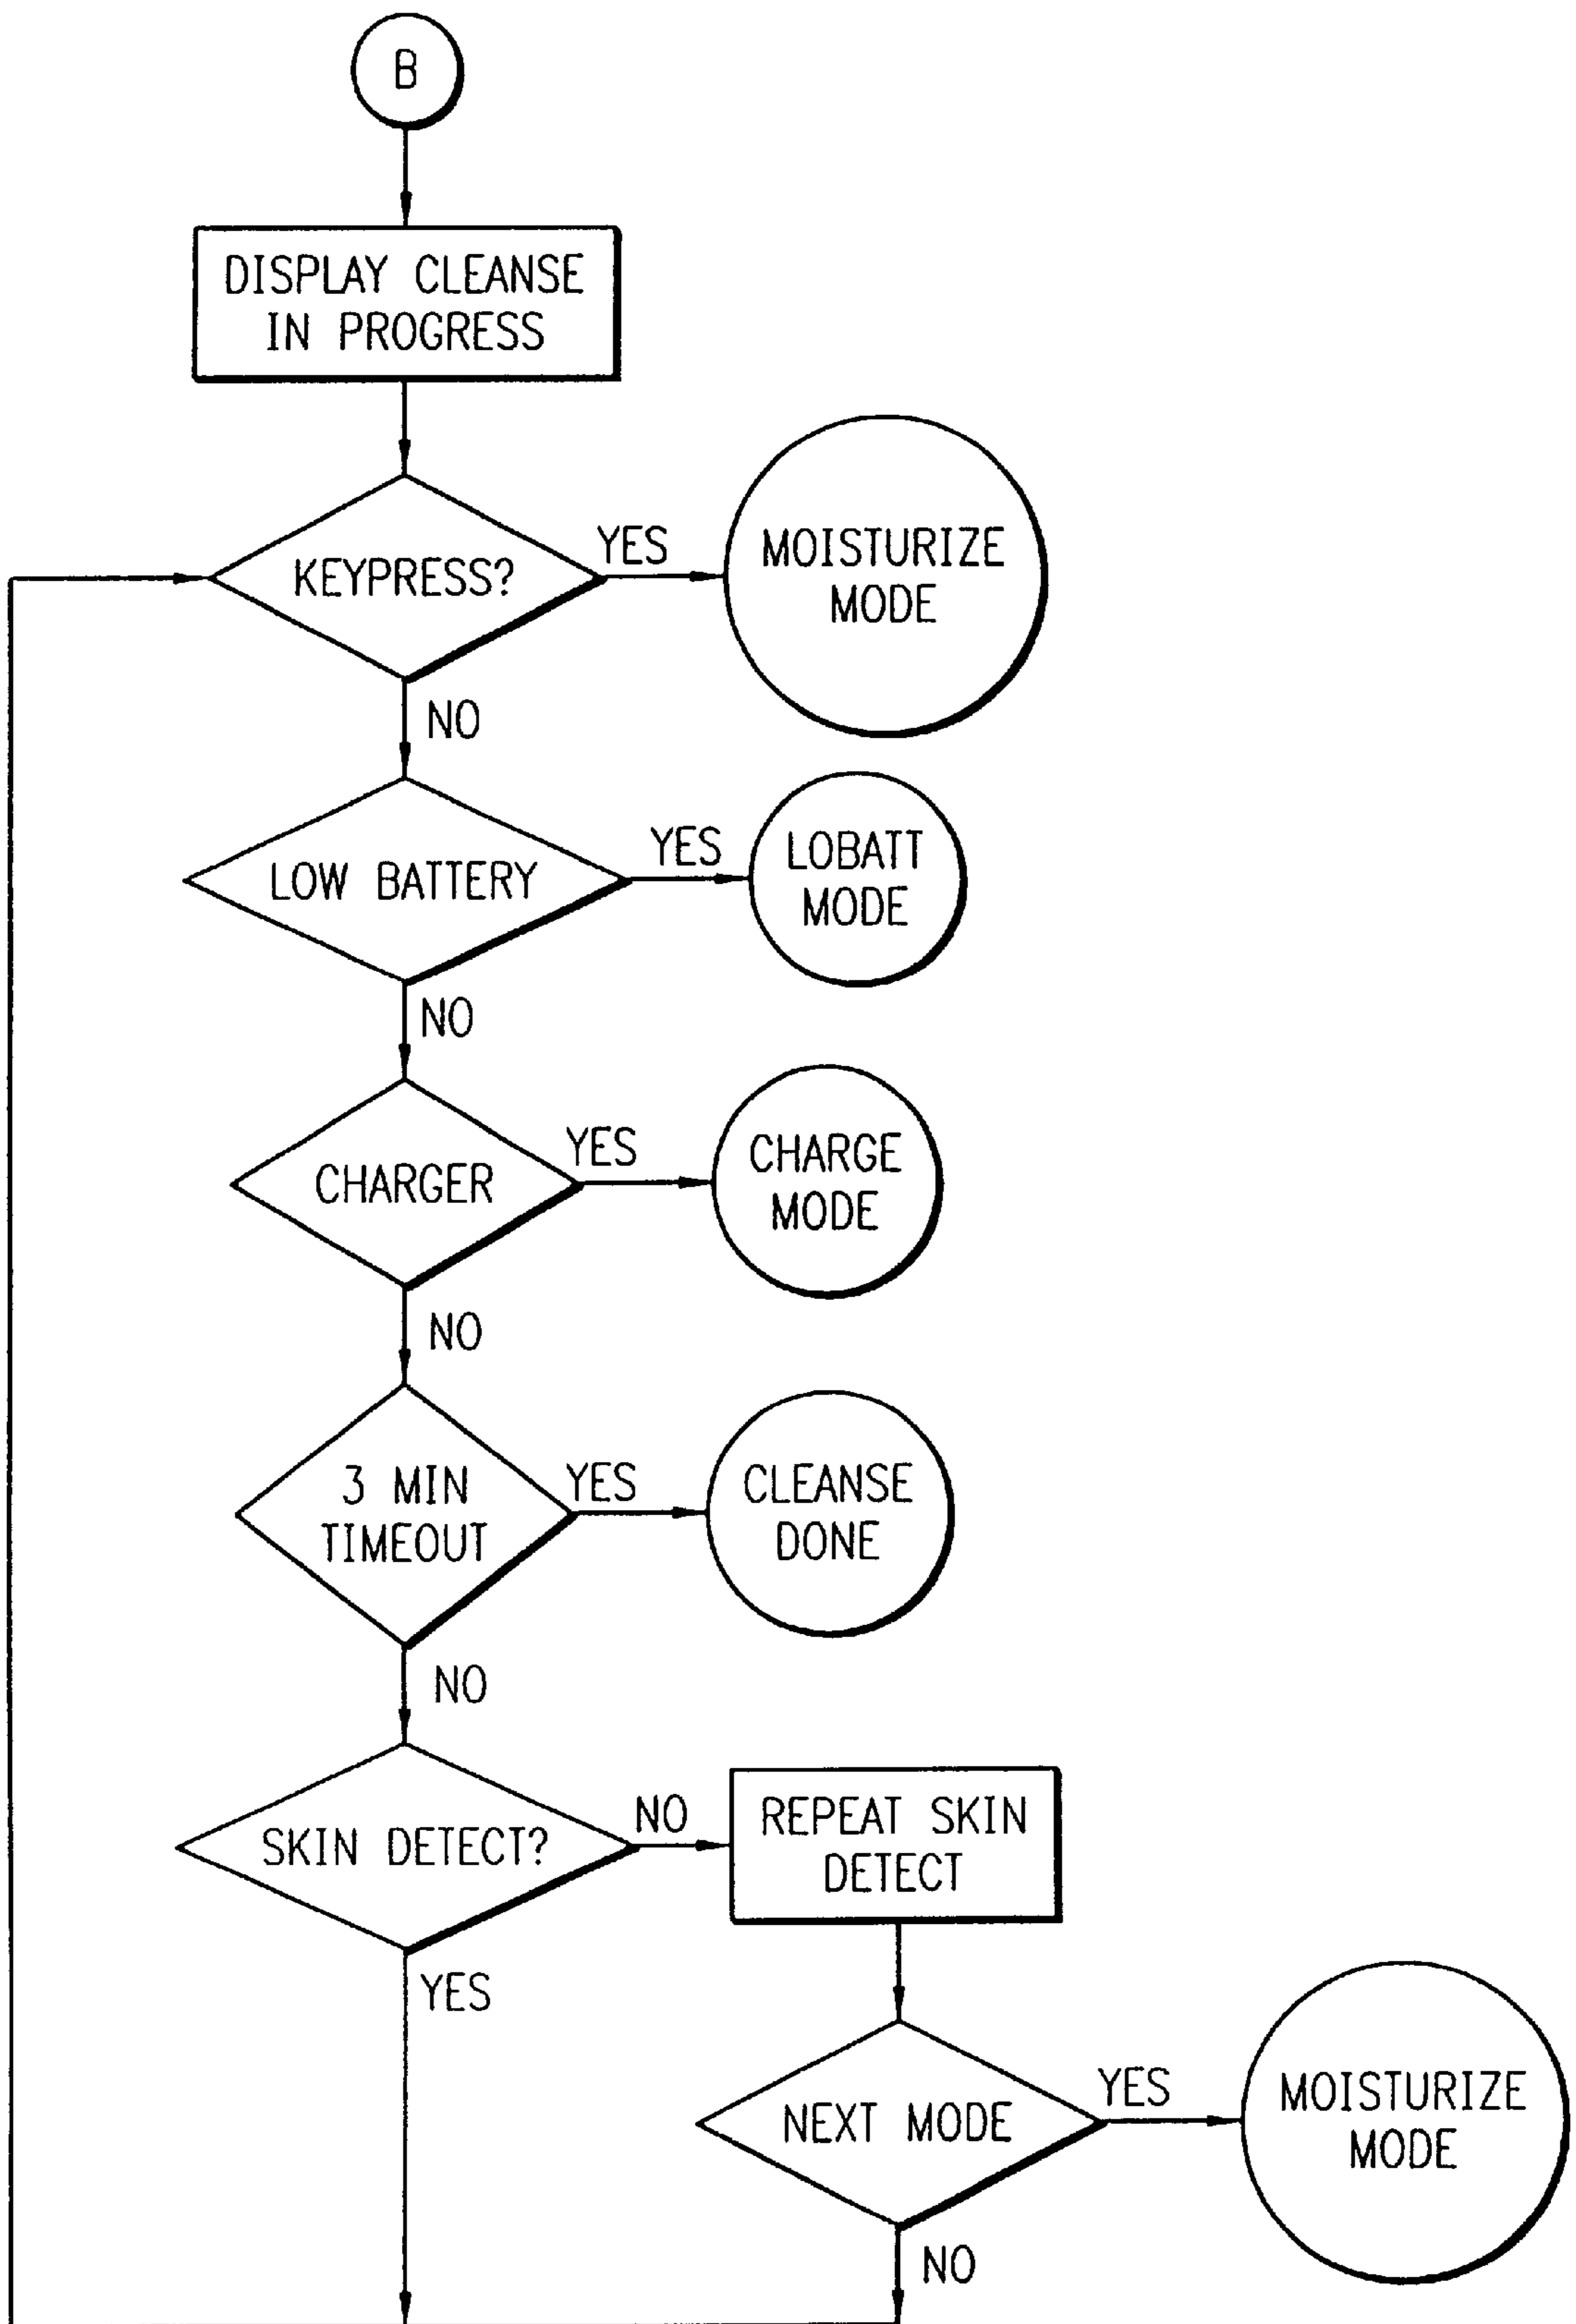 B
DISPLAY CLEANSE
IN PROGRESS
KEYPRESS?
YES
MOISTURIZE
MODE
NO
LOW BATTERY
YES
LOBATT
MODE
NO
CHARGER
YES
CHARGE
MODE
NO
3 MIN
TIMEOUT
YES
CLEANSE
DONE
NO
SKIN DETECT?
NO
REPEAT SKIN
DETECT
YES
NEXT MODE
YES
MOISTURIZE
MODE
NO